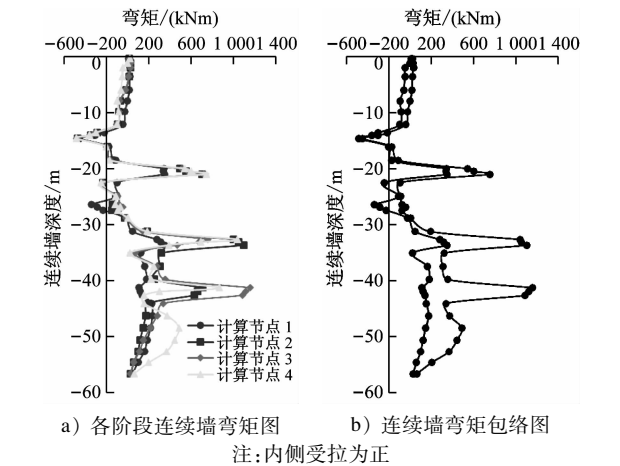 弯矩/(kNm)
-600 -200 200 600 1 0001 400
0
-10
-20
-30
-40
-50
-60
连续墙深度/m
计算节点 1
计算节点 2
计算节点 3
计算节点 4
a）各阶段连续墙弯矩图
弯矩/(kNm)
-600 -200 200 600 1 0001 400
0
-10
-20
-30
-40
-50
-60
连续墙深度/m
b）连续墙弯矩包络图
注:内侧受拉为正